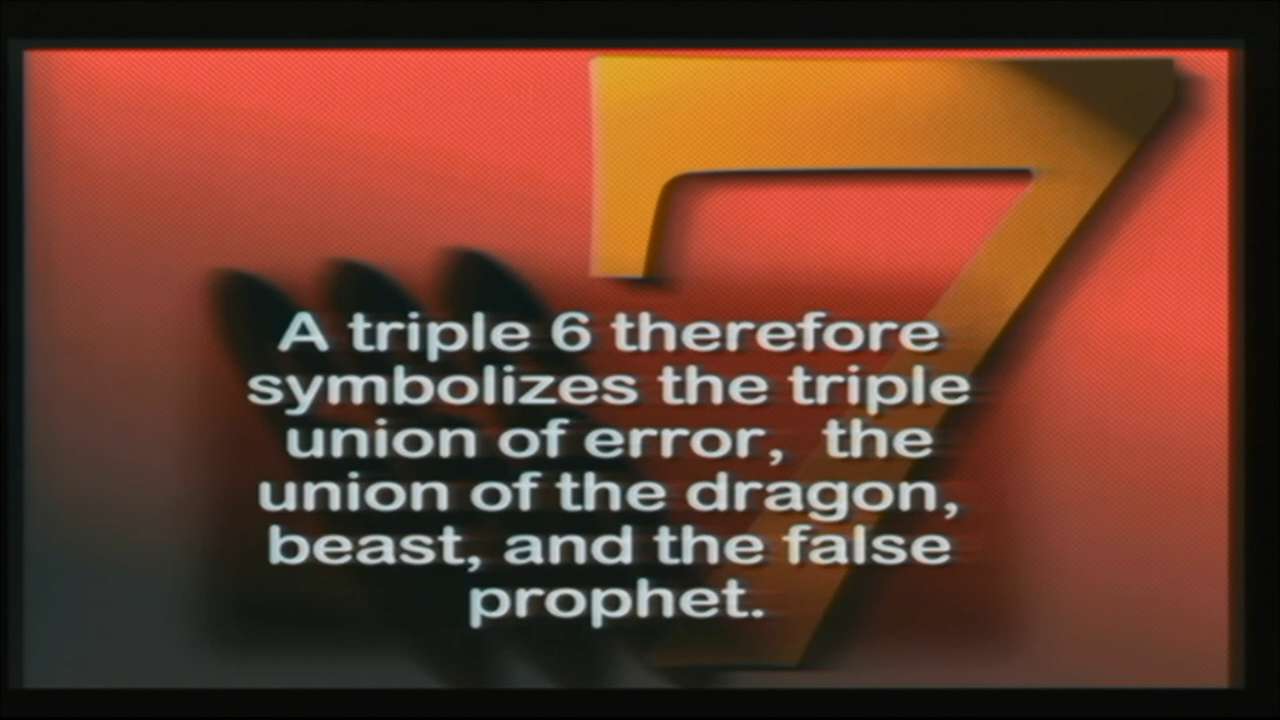 7
A triple 6 therefore
symbolizes the triple
union of error,  the
union of the dragon,
beast, and the false
prophet.